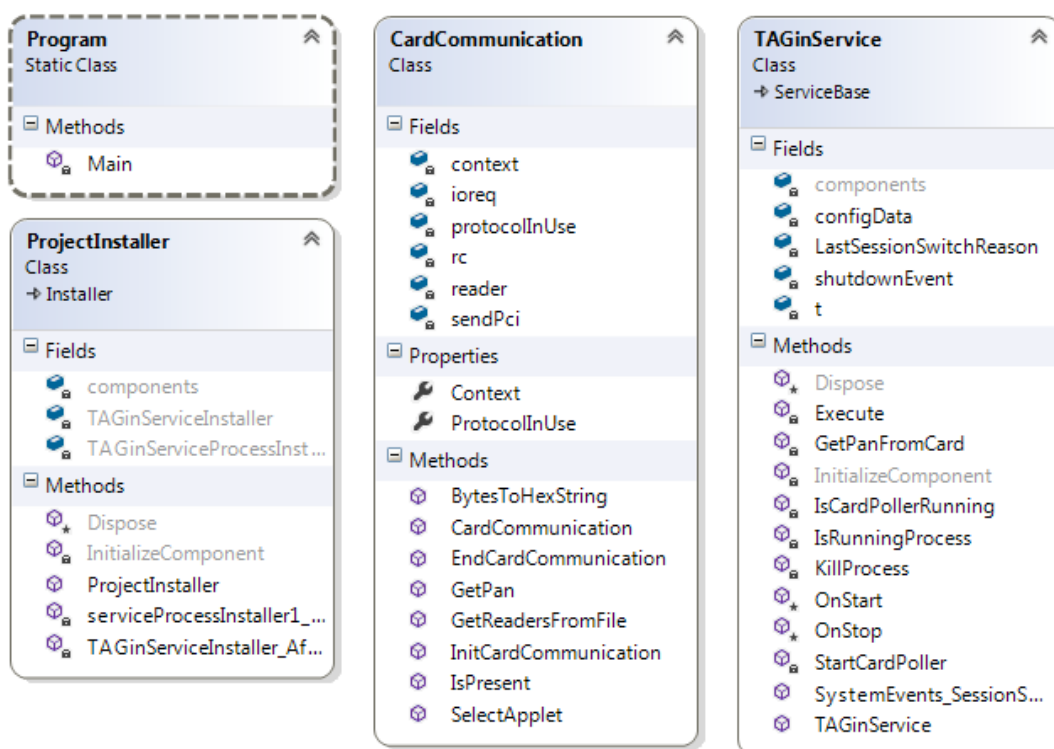 Program
Static Class
Methods
Main
ProjectInstaller
Class
Installer
Fields
components
TAGinServiceInstaller
TAGinServiceProcessInst...
Methods
Dispose
InitializeComponent
ProjectInstaller
serviceProcessInstaller1_...
TAGinServiceInstaller_Af...
CardCommunication
Class
Fields
context
ioreq
protocolInUse
rc
reader
sendPci
Properties
Context
ProtocolInUse
Methods
BytesToHexString
CardCommunication
EndCardCommunication
GetPan
GetReadersFromFile
InitCardCommunication
IsPresent
SelectApplet
TAGinService
Class
ServiceBase
Fields
components
configData
LastSessionSwitchReason
shutdownEvent
t
Methods
Dispose
Execute
GetPanFromCard
InitializeComponent
IsCardPollerRunning
IsRunningProcess
KillProcess
OnStart
OnStop
StartCardPoller
SystemEvents_SessionS...
TAGinService